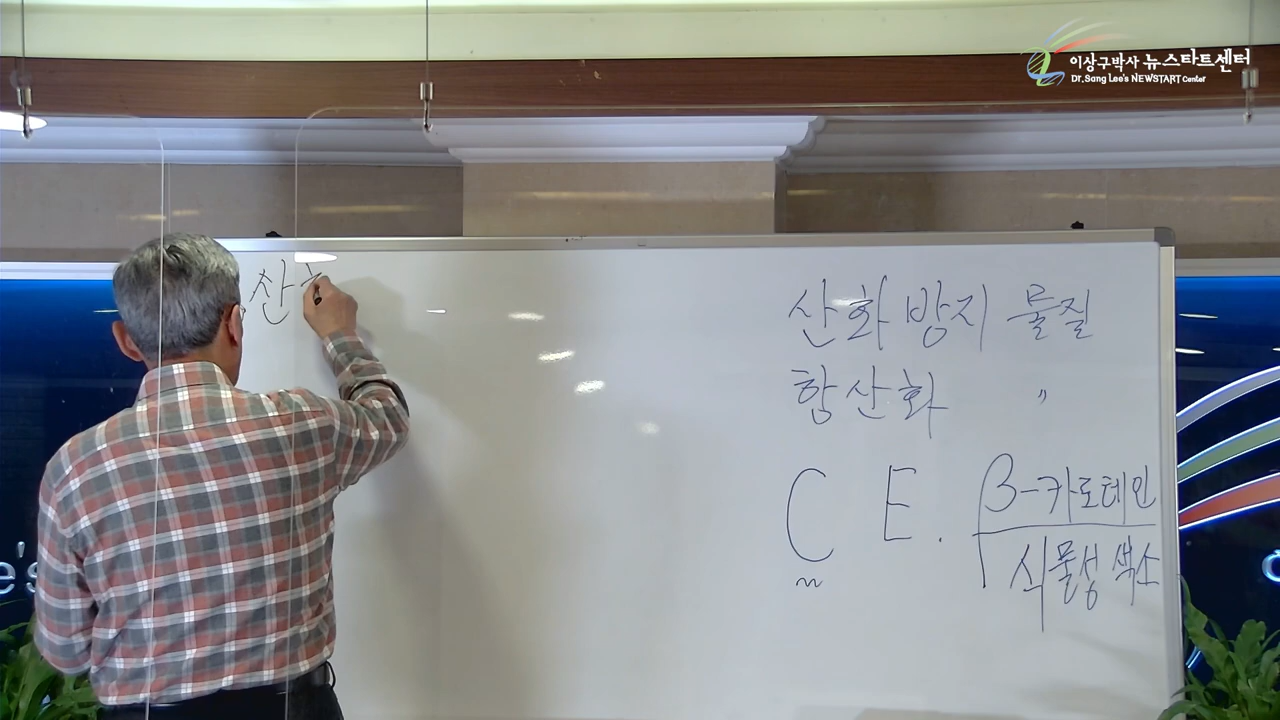 이상구박사 뉴스타트센터
Dr. Sang Lee's NEWSTART Center
찬
산화방지 물질
항산화 〃
C E. β-카로테인
식물성 색소
e's